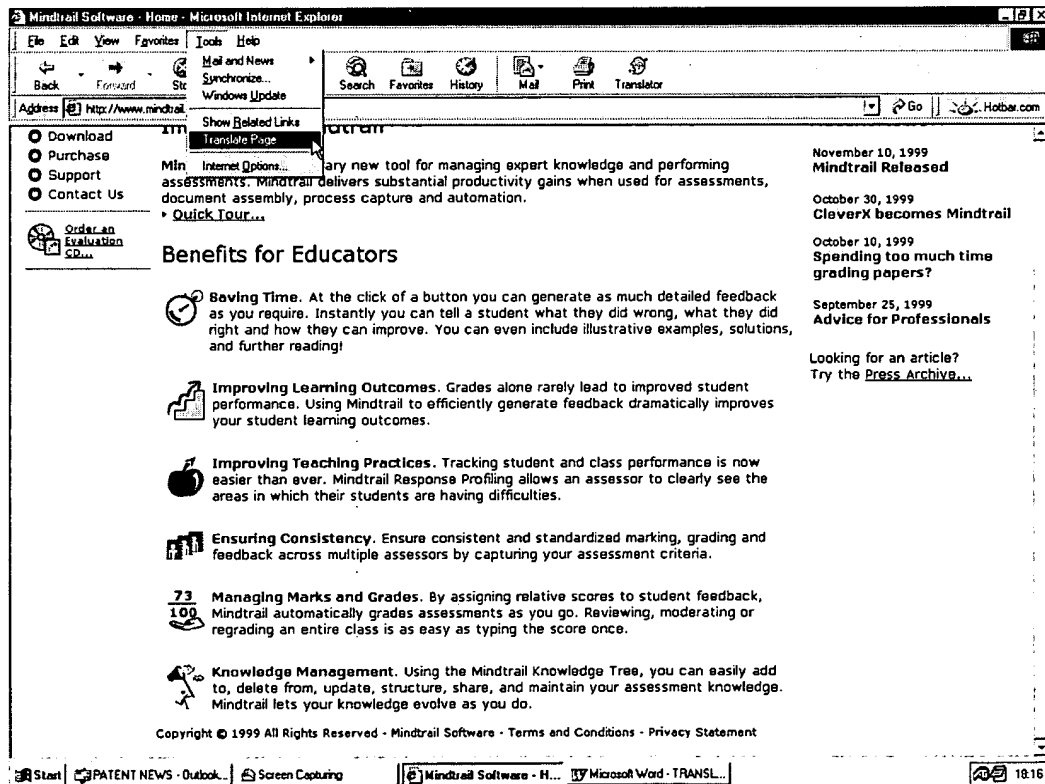 Mindtrail Software - Home - Microsoft Internet Explorer
File Edit View Favorites Tools Help
Mail and News
Synchronize...
Windows Update
Show Related Links
Translate Page
Internet Options...
Back Forward Search Favorites History Mail Print Translator
Address http://www.mindtrail. Go Hotbar.com
Download
Purchase
Support
Contact Us
Order an
Evaluation
CD...
ary new tool for managing expert knowledge and performing
assessments. Mindtrail delivers substantial productivity gains when used for assessments,
document assembly, process capture and automation.
Quick Tour...
Benefits for Educators
Saving Time. At the click of a button you can generate as much detailed feedback
as you require. Instantly you can tell a student what they did wrong, what they did
right and how they can improve. You can even include illustrative examples, solutions,
and further reading!
Improving Learning Outcomes. Grades alone rarely lead to improved student
performance. Using Mindtrail to efficiently generate feedback dramatically improves
your student learning outcomes.
Improving Teaching Practices. Tracking student and class performance is now
easier than ever. Mindtrail Response Profiling allows an assessor to clearly see the
areas in which their students are having difficulties.
Ensuring Consistency. Ensure consistent and standardized marking, grading and
feedback across multiple assessors by capturing your assessment criteria.
73
100
Managing Marks and Grades. By assigning relative scores to student feedback,
Mindtrail automatically grades assessments as you go. Reviewing, moderating or
regrading an entire class is as easy as typing the score once.
Knowledge Management. Using the Mindtrail Knowledge Tree, you can easily add
to, delete from, update, structure, share, and maintain your assessment knowledge.
Mindtrail lets your knowledge evolve as you do.
Copyright © 1999 All Rights Reserved - Mindtrail Software - Terms and Conditions - Privacy Statement
November 10, 1999
Mindtrail Released
October 30, 1999
CleverX becomes Mindtrail
October 10, 1999
Spending too much time
grading papers?
September 25, 1999
Advice for Professionals
Looking for an article?
Try the Press Archive...
Start PATENT NEWS - Outlook... Screen Capturing Mindtrail Software - H... Microsoft Word - TRANSL... 18:16